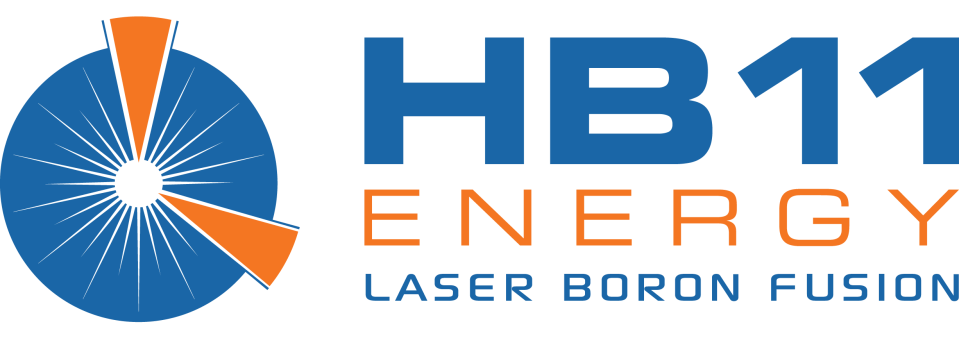 HB11
ENERGY
LASER BORON FUSION